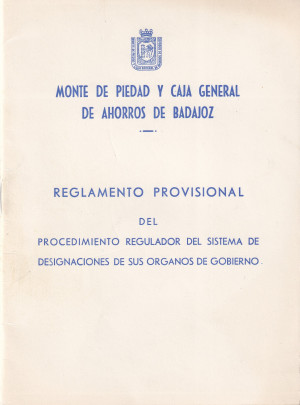 MONTE DE PIEDAD Y CAJA GENERAL
DE AHORROS DE BADAJOZ
REGLAMENTO PROVISIONAL
DEL
PROCEDIMIENTO REGULADOR DEL SISTEMA DE
DESIGNACIONES DE SUS ORGANOS DE GOBIERNO.